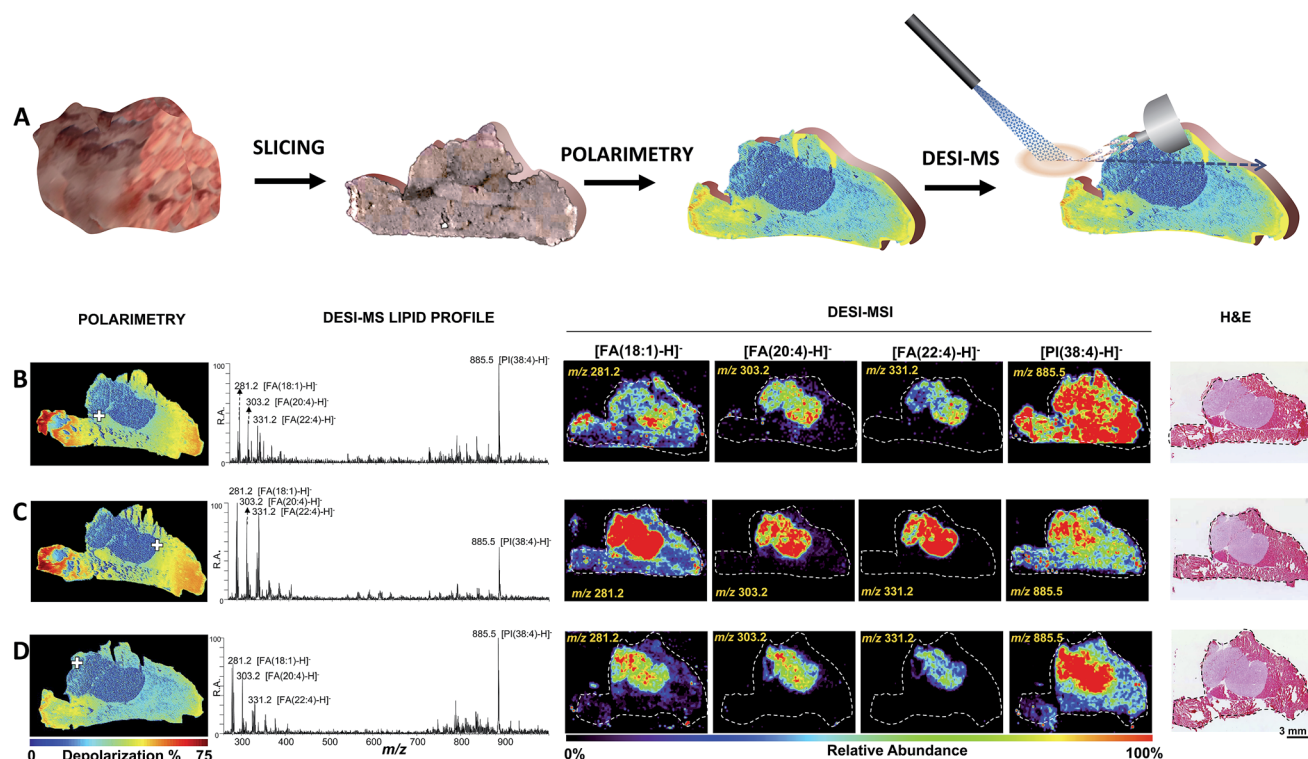 A
SLICING
POLARIMETRY
DESI-MS
POLARIMETRY
DESI-MS LIPID PROFILE
DESI-MSI
H&E
[FA(18:1)-H]-
[FA(20:4)-H]-
[FA(22:4)-H]-
[PI(38:4)-H]-
B
100
R.A.
0
885.5 [PI(38:4)-H]-
281.2 [FA(18:1)-H]-
303.2 [FA(20:4)-H]-
331.2 [FA(22:4)-H]-
m/z 281.2
m/z 303.2
m/z 331.2
m/z 885.5
C
100
R.A.
0
281.2 [FA(18:1)-H]-
303.2 [FA(20:4)-H]-
331.2 [FA(22:4)-H]-
885.5 [PI(38:4)-H]-
m/z 281.2
m/z 303.2
m/z 331.2
m/z 885.5
D
100
R.A.
0
885.5 [PI(38:4)-H]-
281.2 [FA(18:1)-H]-
303.2 [FA(20:4)-H]-
331.2 [FA(22:4)-H]-
m/z 281.2
m/z 303.2
m/z 331.2
m/z 885.5
300 400 500 600 700 800 900
m/z
0 Depolarization % 75
0% Relative Abundance 100%
3 mm